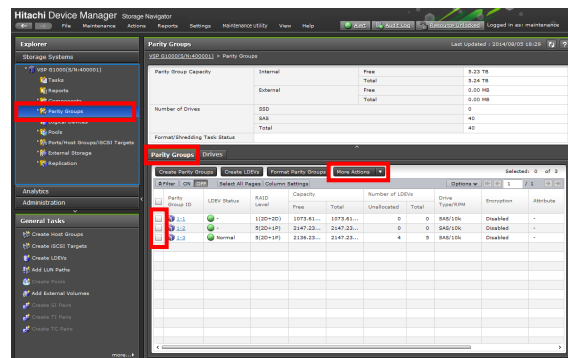 Hitachi Device Manager Storage Navigator
File Maintenance Actions Reports Settings Maintenance Utility View Help Alert Audit Log Resource Unlocked Logged in as: maintenance
Explorer
Storage Systems
VSP G1000(S/N:400001)
Tasks
Reports
Components
Parity Groups
Logical Devices
Pools
Ports/Host Groups/iSCSI Targets
External Storage
Replication
Analytics
Administration
General Tasks
Create Host Groups
Create iSCSI Targets
Create LDEVs
Add LUN Paths
Create Pools
Add External Volumes
Create SI Pairs
Create TI Pairs
Create TC Pairs
more...
Parity Groups Last Updated : 2014/08/05 18:29
VSP G1000(S/N:400001) > Parity Groups
Parity Group Capacity Internal Free 5.23 TB
Total 5.24 TB
External Free 0.00 MB
Total 0.00 MB
Number of Drives SSD 0
SAS 40
Total 40
Format/Shredding Task Status
Parity Groups Drives
Create Parity Groups Create LDEVs Format Parity Groups More Actions Selected: 0 of 3
Filter ON OFF Select All Pages Column Settings Options 1 / 1
Parity Group ID LDEV Status RAID Level Capacity Free Total Number of LDEVs Unallocated Total Drive Type/RPM Encryption Attribute
1-1 - 1(2D+2D) 1073.61... 1073.61... 0 0 SAS/10k Disabled -
1-2 - 5(2D+1P) 2147.23... 2147.23... 0 0 SAS/10k Disabled -
1-3 Normal 5(2D+1P) 2136.23... 2147.23... 4 5 SAS/10k Disabled -